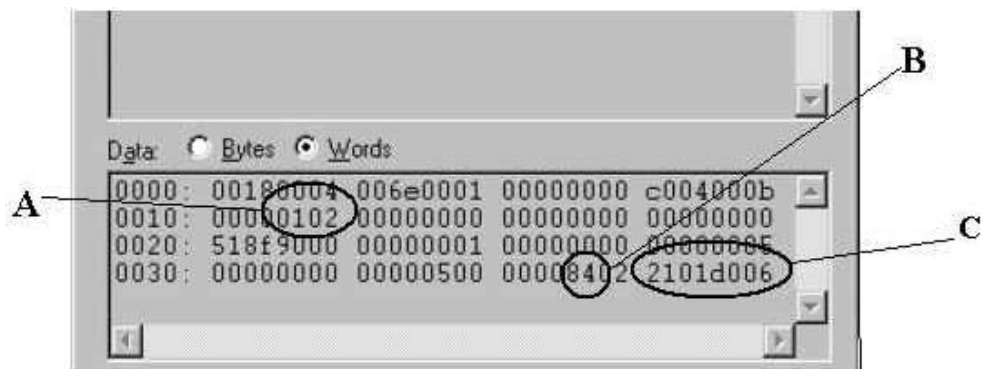 B
Data: Bytes Words
0000: 00180004 006e0001 00000000 c004000b
A
0010: 00000102 00000000 00000000 00000000
C
0020: 518f9000 00000001 00000000 00000005
0030: 00000000 00000500 00008402 2101d006